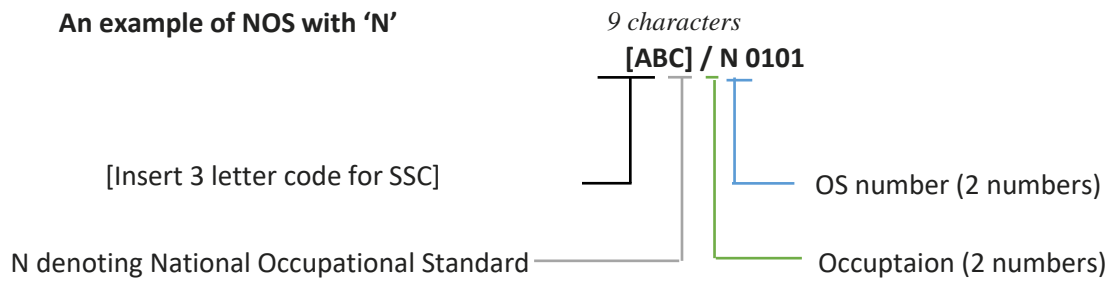 An example of NOS with ‘N’
9 characters
[ABC] / N 0101
[Insert 3 letter code for SSC]
OS number (2 numbers)
N denoting National Occupational Standard
Occuptaion (2 numbers)